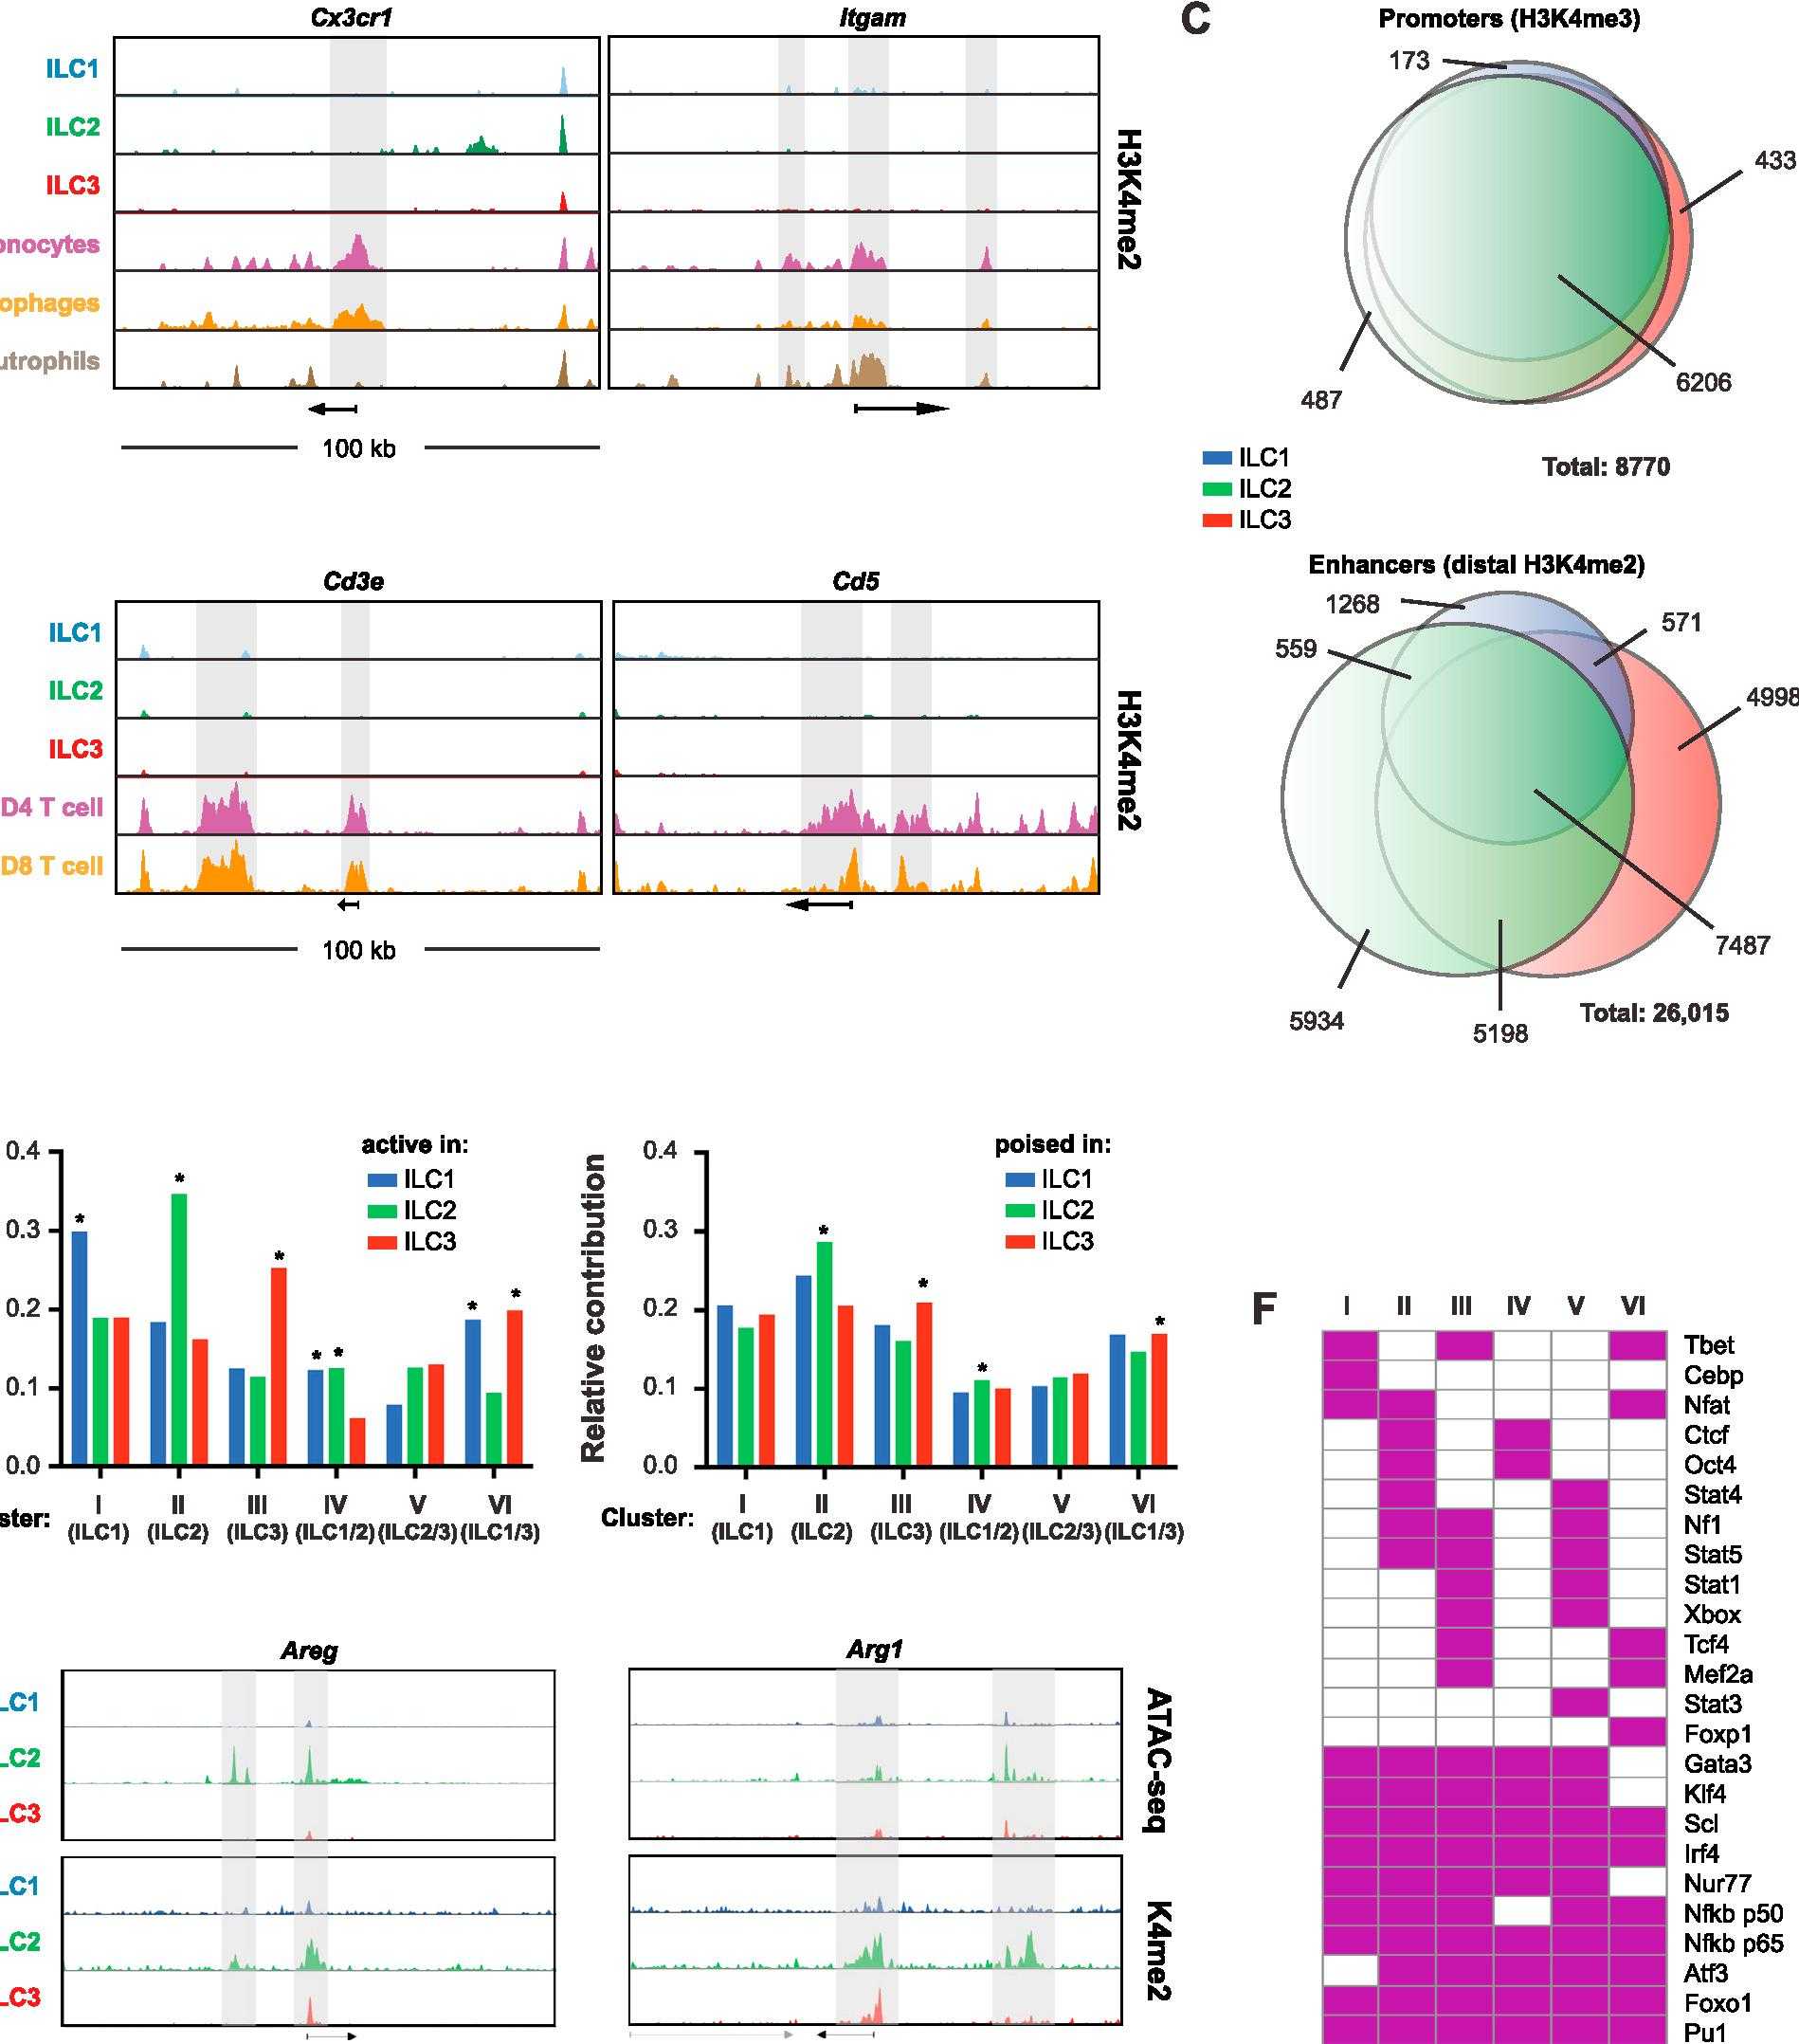 Cx3cr1
Itgam
ILC1
ILC2
ILC3
onocytes
ophages
utrophils
H3K4me2
100 kb
C
Promoters (H3K4me3)
173
433
487
6206
Total: 8770
ILC1
ILC2
ILC3
Cd3e
Cd5
ILC1
ILC2
ILC3
D4 T cell
D8 T cell
H3K4me2
100 kb
Enhancers (distal H3K4me2)
1268
571
559
4998
7487
5934
5198
Total: 26,015
0.4
0.3
0.2
0.1
0.0
active in:
ILC1
ILC2
ILC3
* * * * * * *
I II III IV V VI
ster: (ILC1) (ILC2) (ILC3) (ILC1/2) (ILC2/3) (ILC1/3)
Relative contribution
0.4
0.3
0.2
0.1
0.0
poised in:
ILC1
ILC2
ILC3
* * * *
I II III IV V VI
Cluster: (ILC1) (ILC2) (ILC3) (ILC1/2) (ILC2/3) (ILC1/3)
Areg
Arg1
LC1
LC2
LC3
ATAC-seq
LC1
LC2
LC3
K4me2
F
I II III IV V VI
Tbet
Cebp
Nfat
Ctcf
Oct4
Stat4
Nf1
Stat5
Stat1
Xbox
Tcf4
Mef2a
Stat3
Foxp1
Gata3
Klf4
Scl
Irf4
Nur77
Nfkb p50
Nfkb p65
Atf3
Foxo1
Pu1